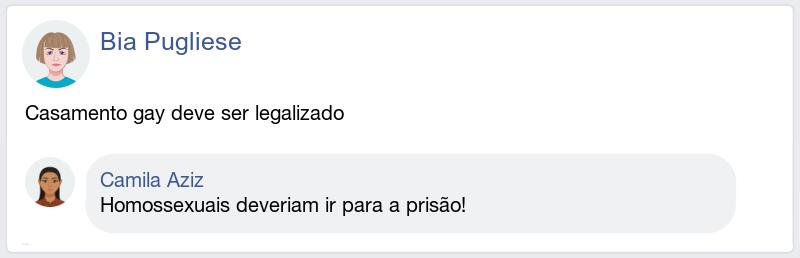 Bia Pugliese
Casamento gay deve ser legalizado
Camila Aziz
Homossexuais deveriam ir para a prisão!